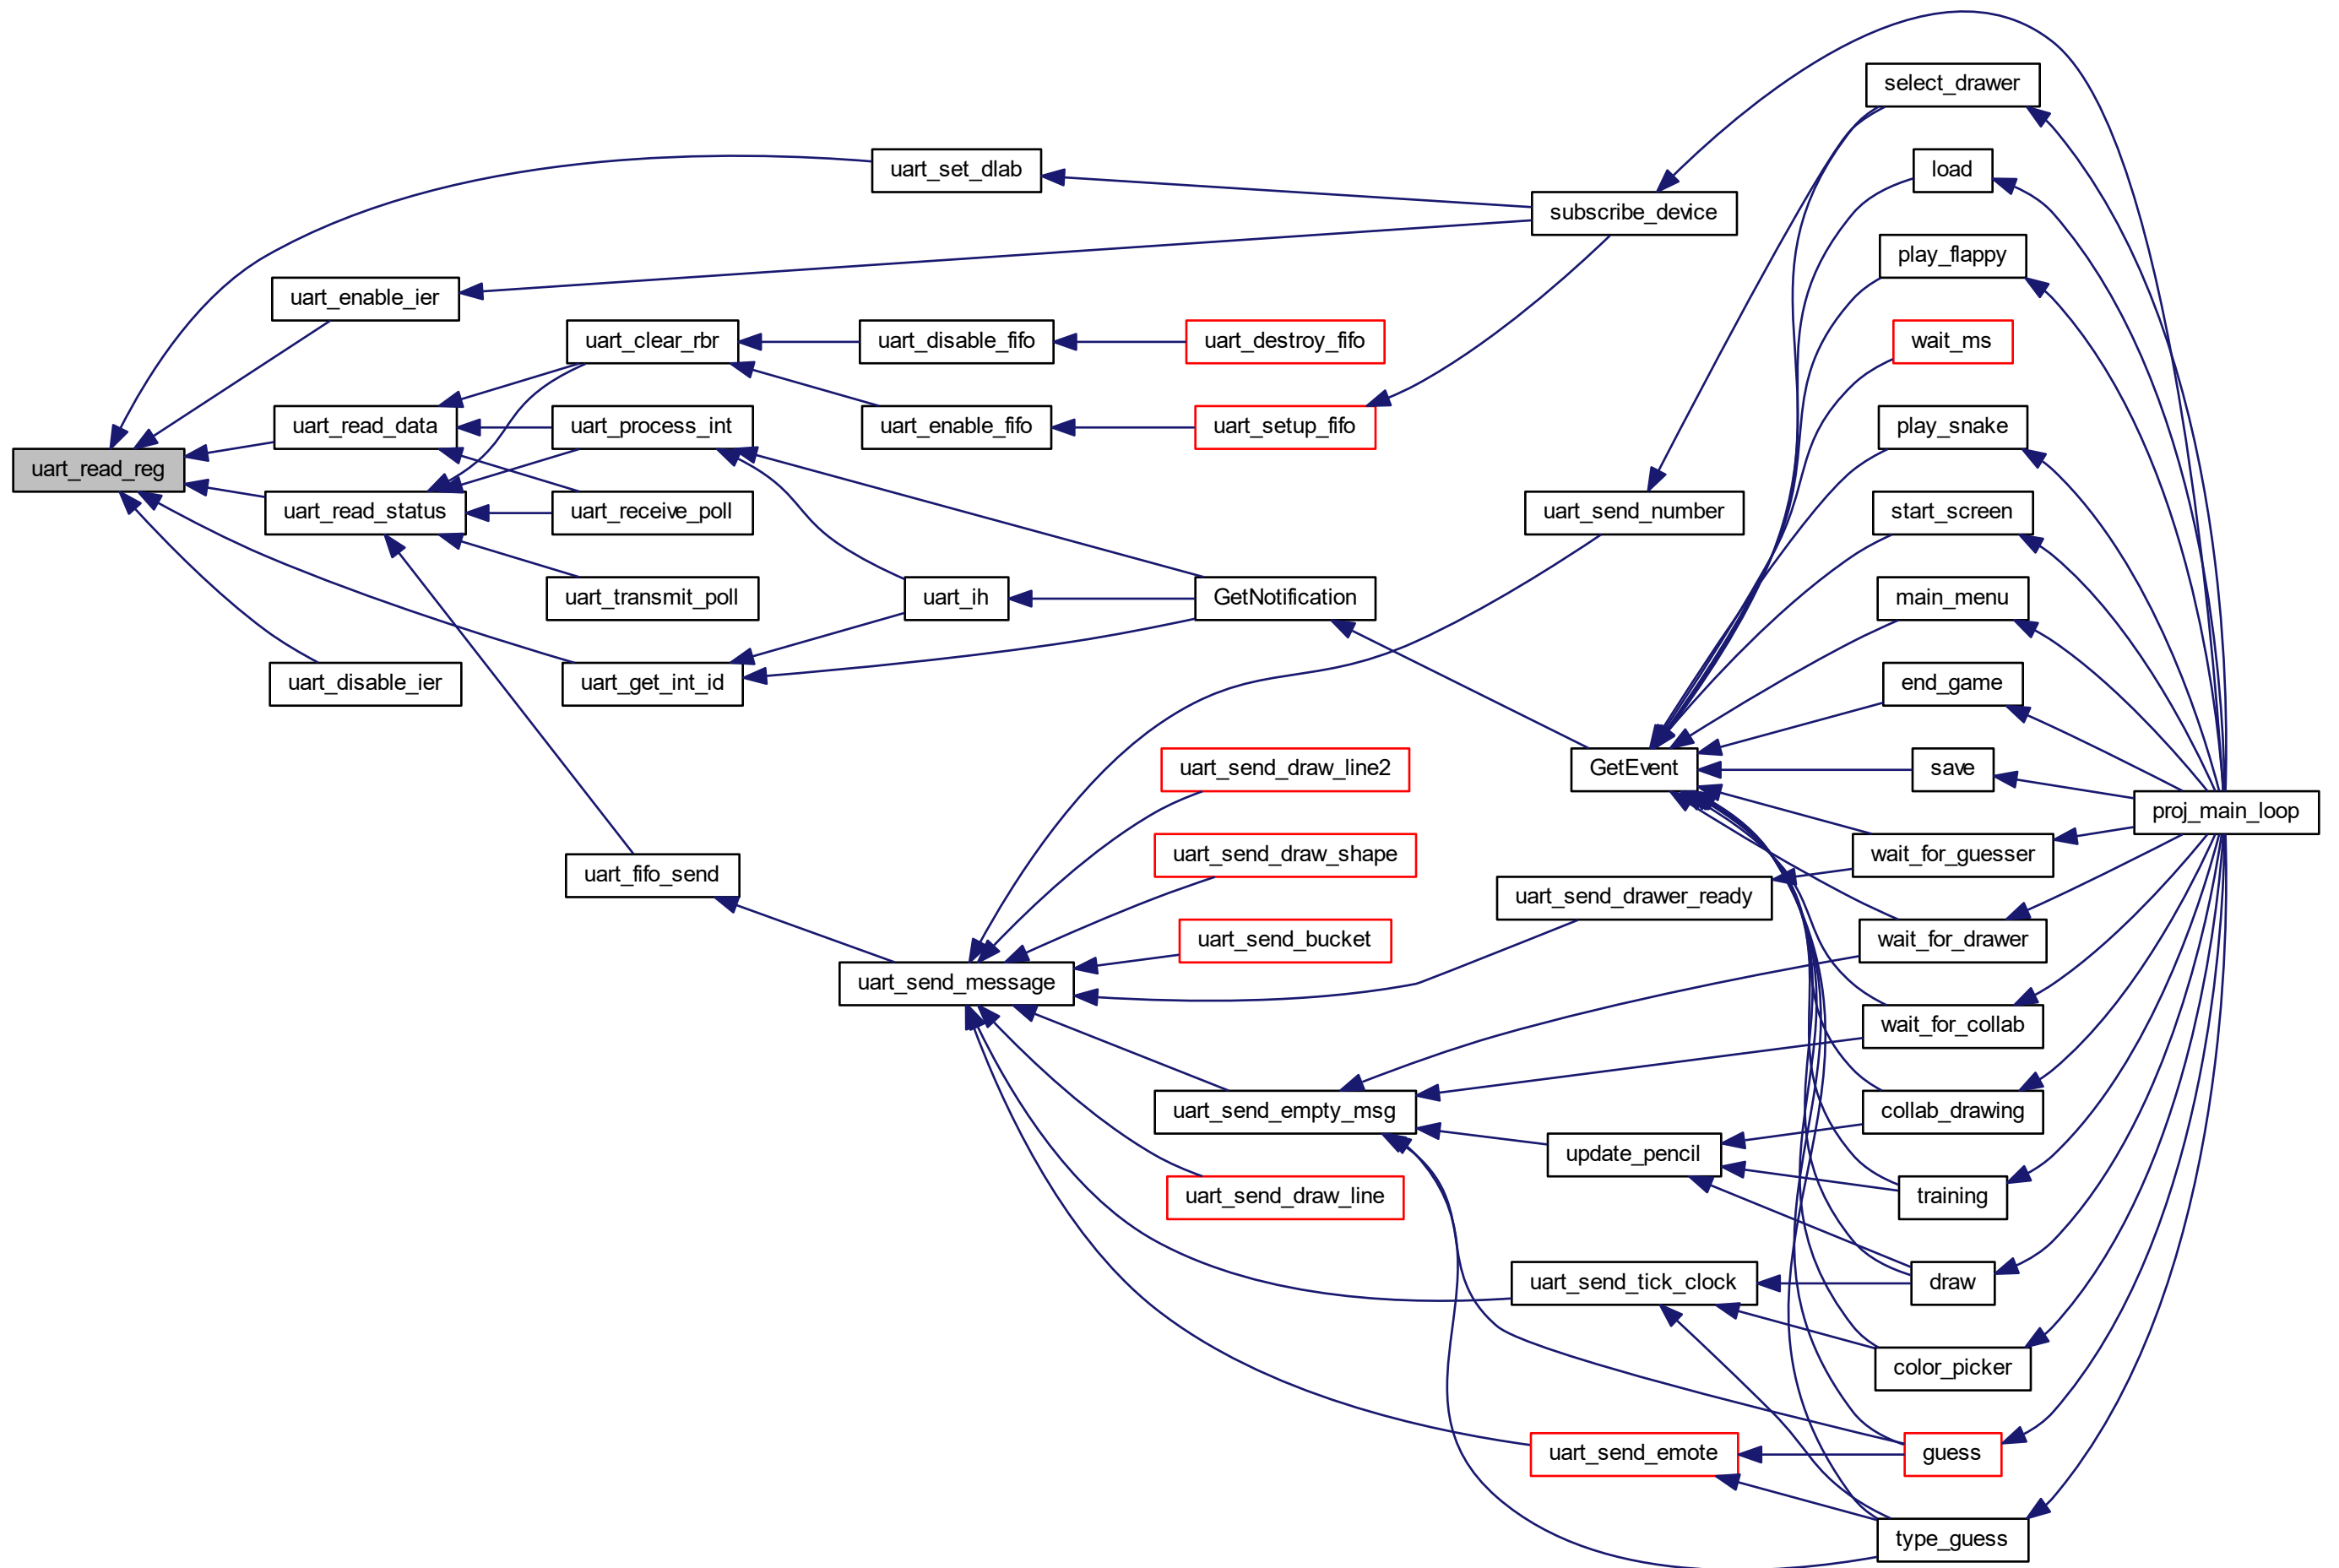 uart_read_reg
uart_set_dlab
uart_enable_ier
uart_read_data
uart_read_status
uart_disable_ier
uart_clear_rbr
uart_process_int
uart_receive_poll
uart_transmit_poll
uart_get_int_id
uart_fifo_send
uart_disable_fifo
uart_enable_fifo
uart_ih
uart_send_message
uart_destroy_fifo
uart_setup_fifo
GetNotification
uart_send_draw_line2
uart_send_draw_shape
uart_send_bucket
uart_send_empty_msg
uart_send_draw_line
subscribe_device
uart_send_number
GetEvent
uart_send_drawer_ready
update_pencil
uart_send_tick_clock
uart_send_emote
select_drawer
load
play_flappy
wait_ms
play_snake
start_screen
main_menu
end_game
save
wait_for_guesser
wait_for_drawer
wait_for_collab
collab_drawing
training
draw
color_picker
guess
type_guess
proj_main_loop